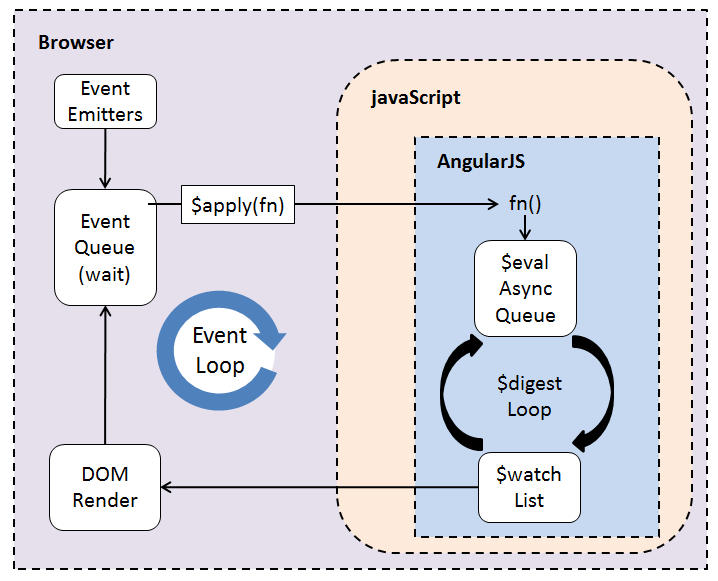 Browser
Event
Emitters
javaScript
AngularJS
Event
Queue
(wait)
$apply(fn)
fn()
$eval
Async
Queue
Event
Loop
$digest
Loop
DOM
Render
$watch
List